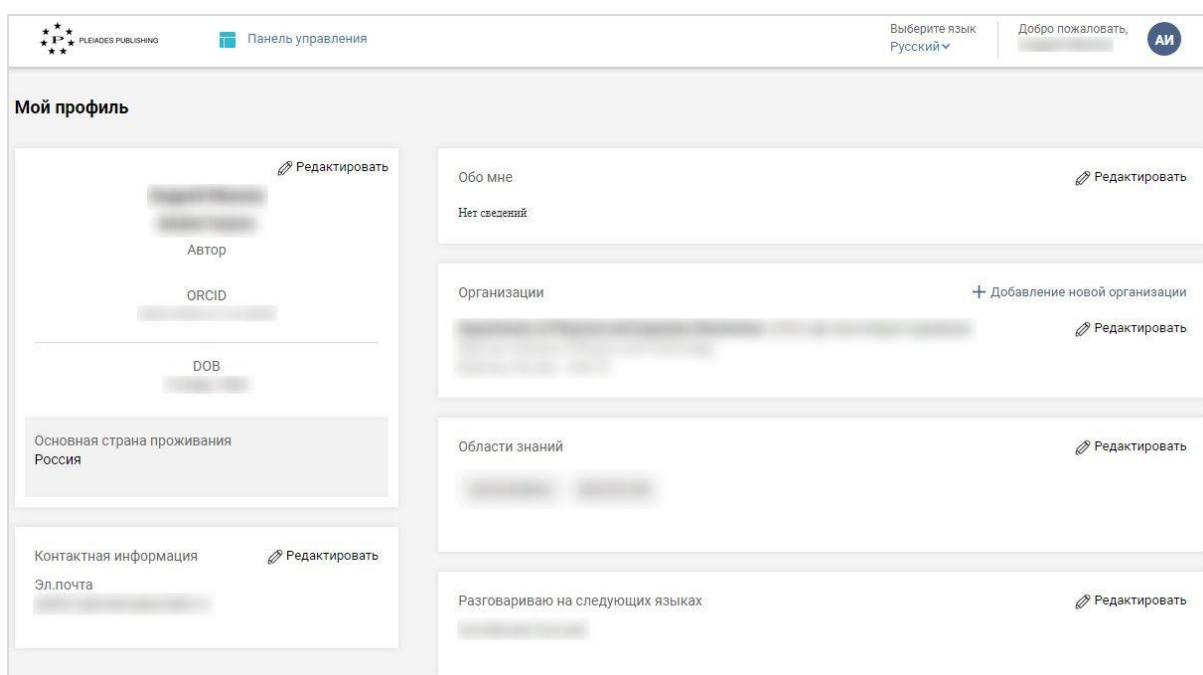 P PLEIADES PUBLISHING
Панель управления
Выберите язык
Русский
Добро пожаловать,
АИ
Мой профиль
Редактировать
Автор
ORCID
DOB
Основная страна проживания
Россия
Контактная информация
Редактировать
Эл.почта
Обо мне
Редактировать
Нет сведений
Организации
+ Добавление новой организации
Редактировать
Области знаний
Редактировать
Разговариваю на следующих языках
Редактировать